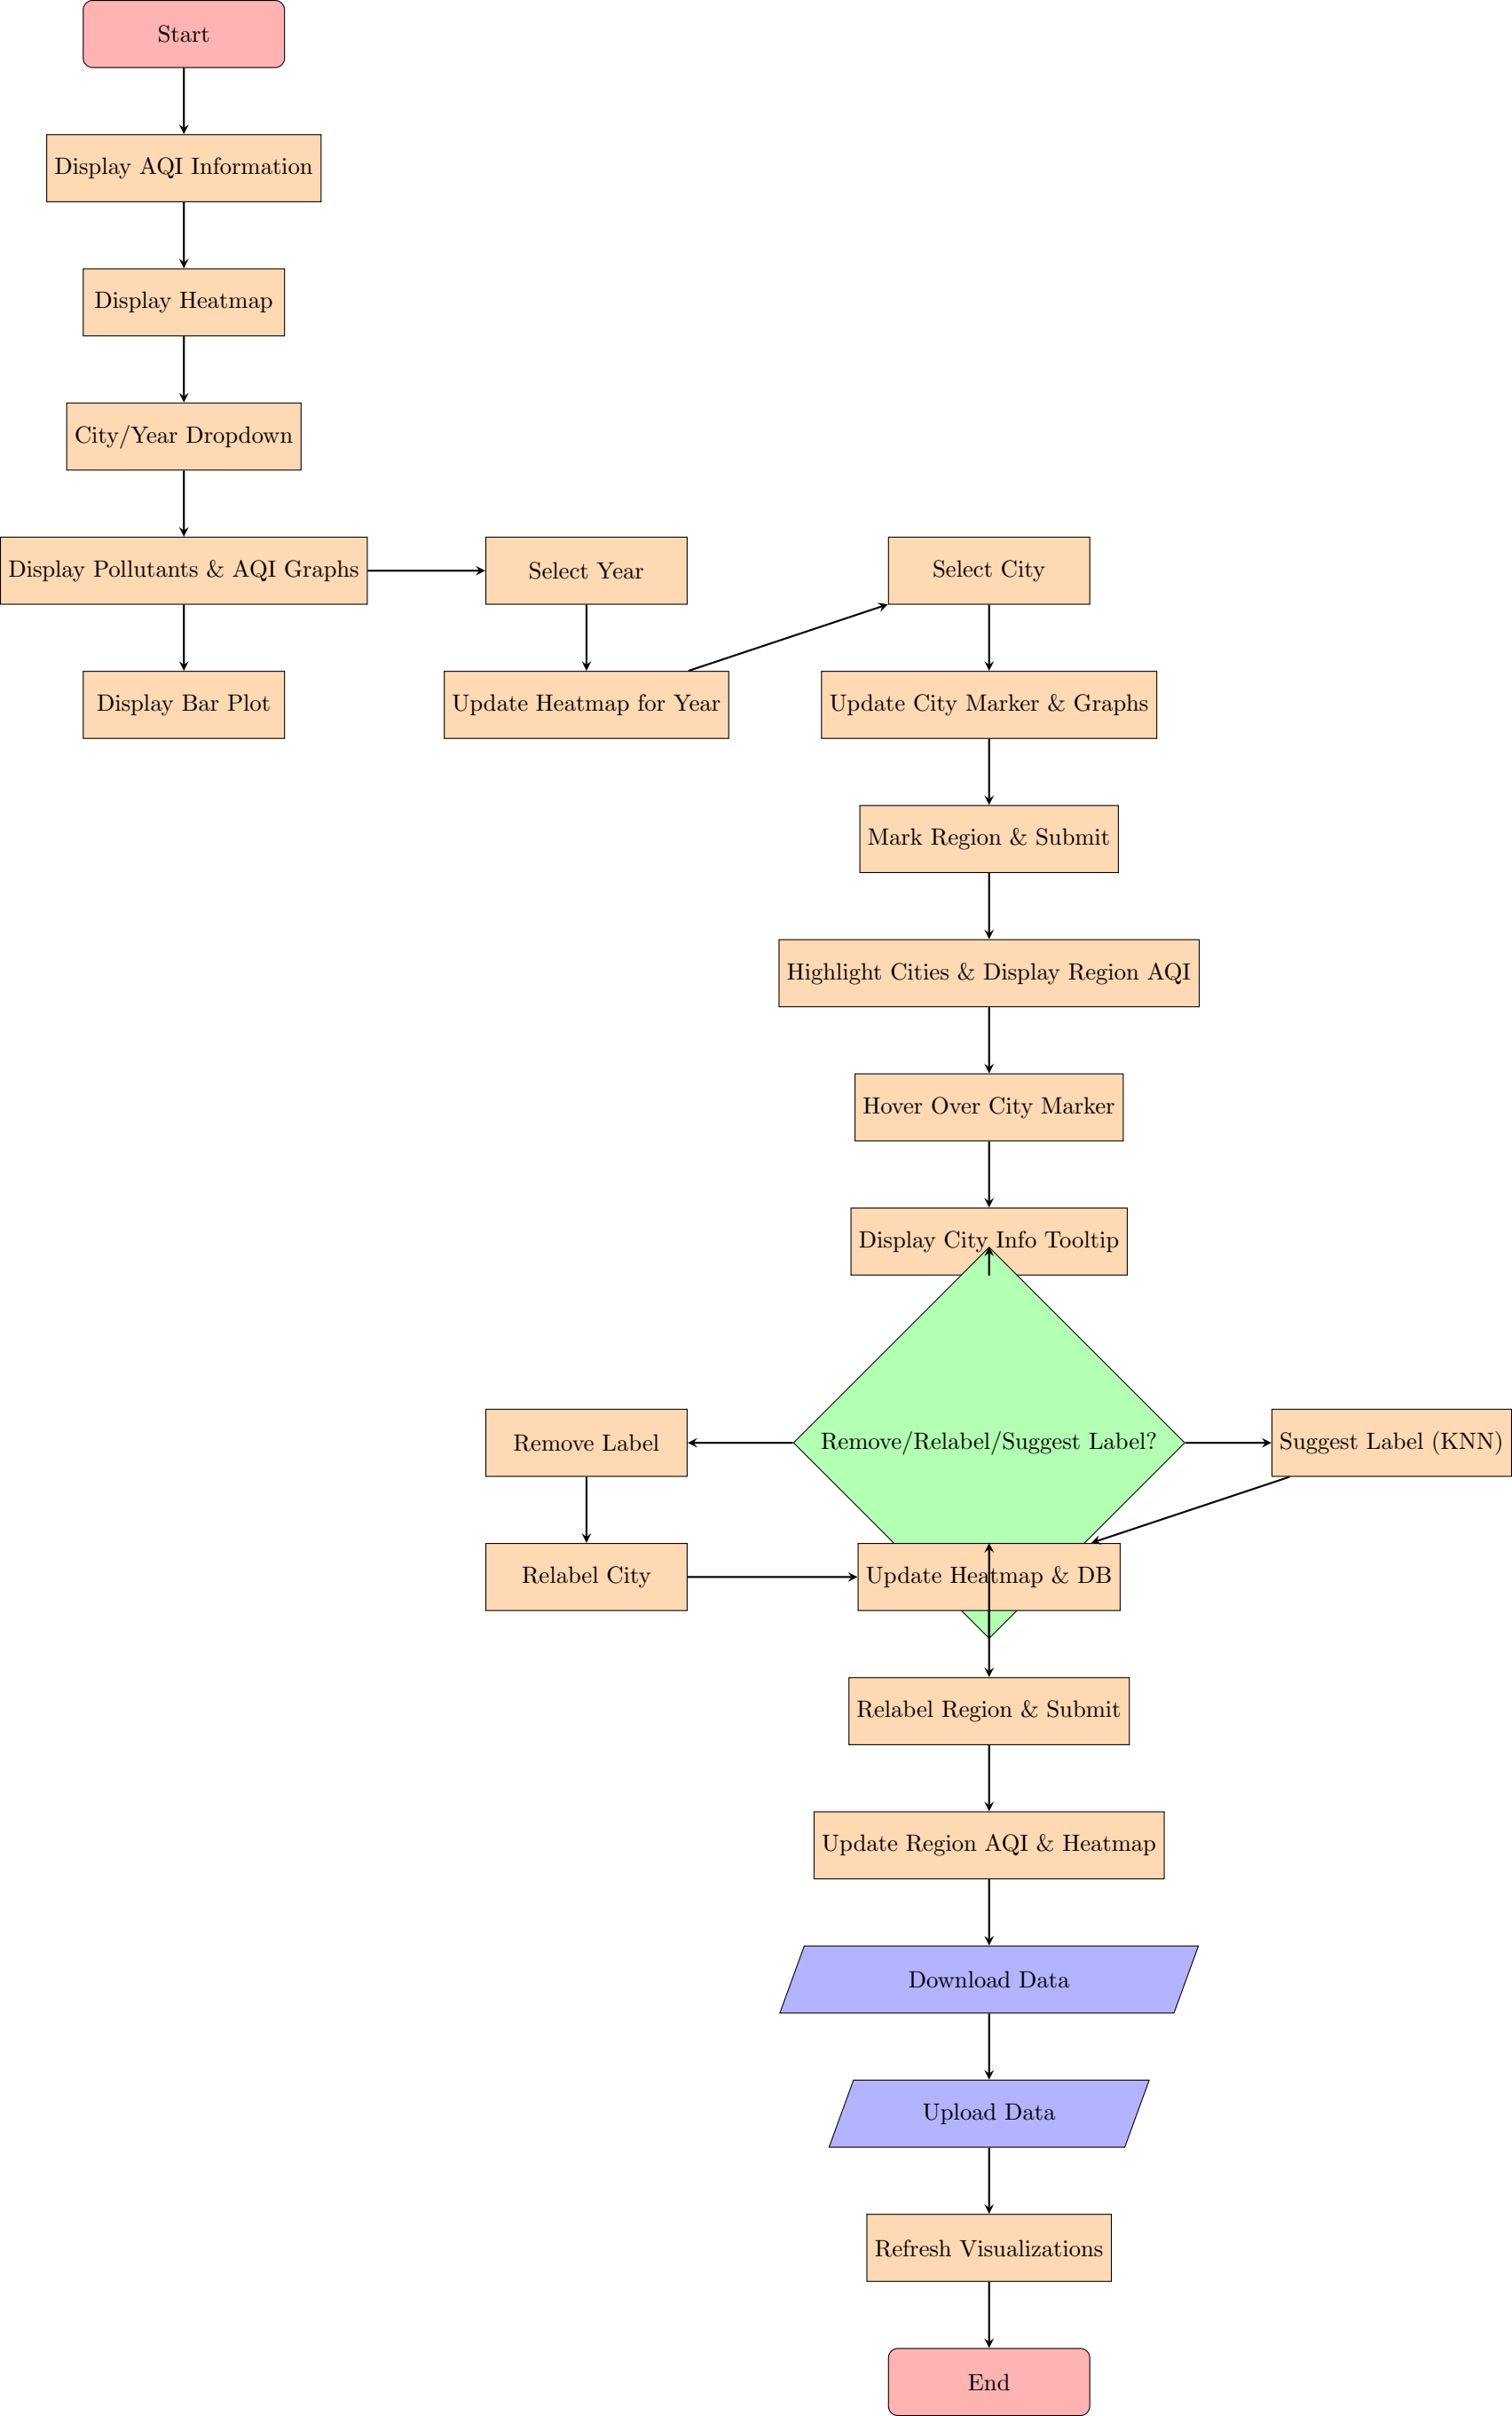 Start
Display AQI Information
Display Heatmap
City/Year Dropdown
Display Pollutants & AQI Graphs
Select Year
Select City
Display Bar Plot
Update Heatmap for Year
Update City Marker & Graphs
Mark Region & Submit
Highlight Cities & Display Region AQI
Hover Over City Marker
Display City Info Tooltip
Remove Label
Remove/Relabel/Suggest Label?
Suggest Label (KNN)
Relabel City
Update Heatmap & DB
Relabel Region & Submit
Update Region AQI & Heatmap
Download Data
Upload Data
Refresh Visualizations
End